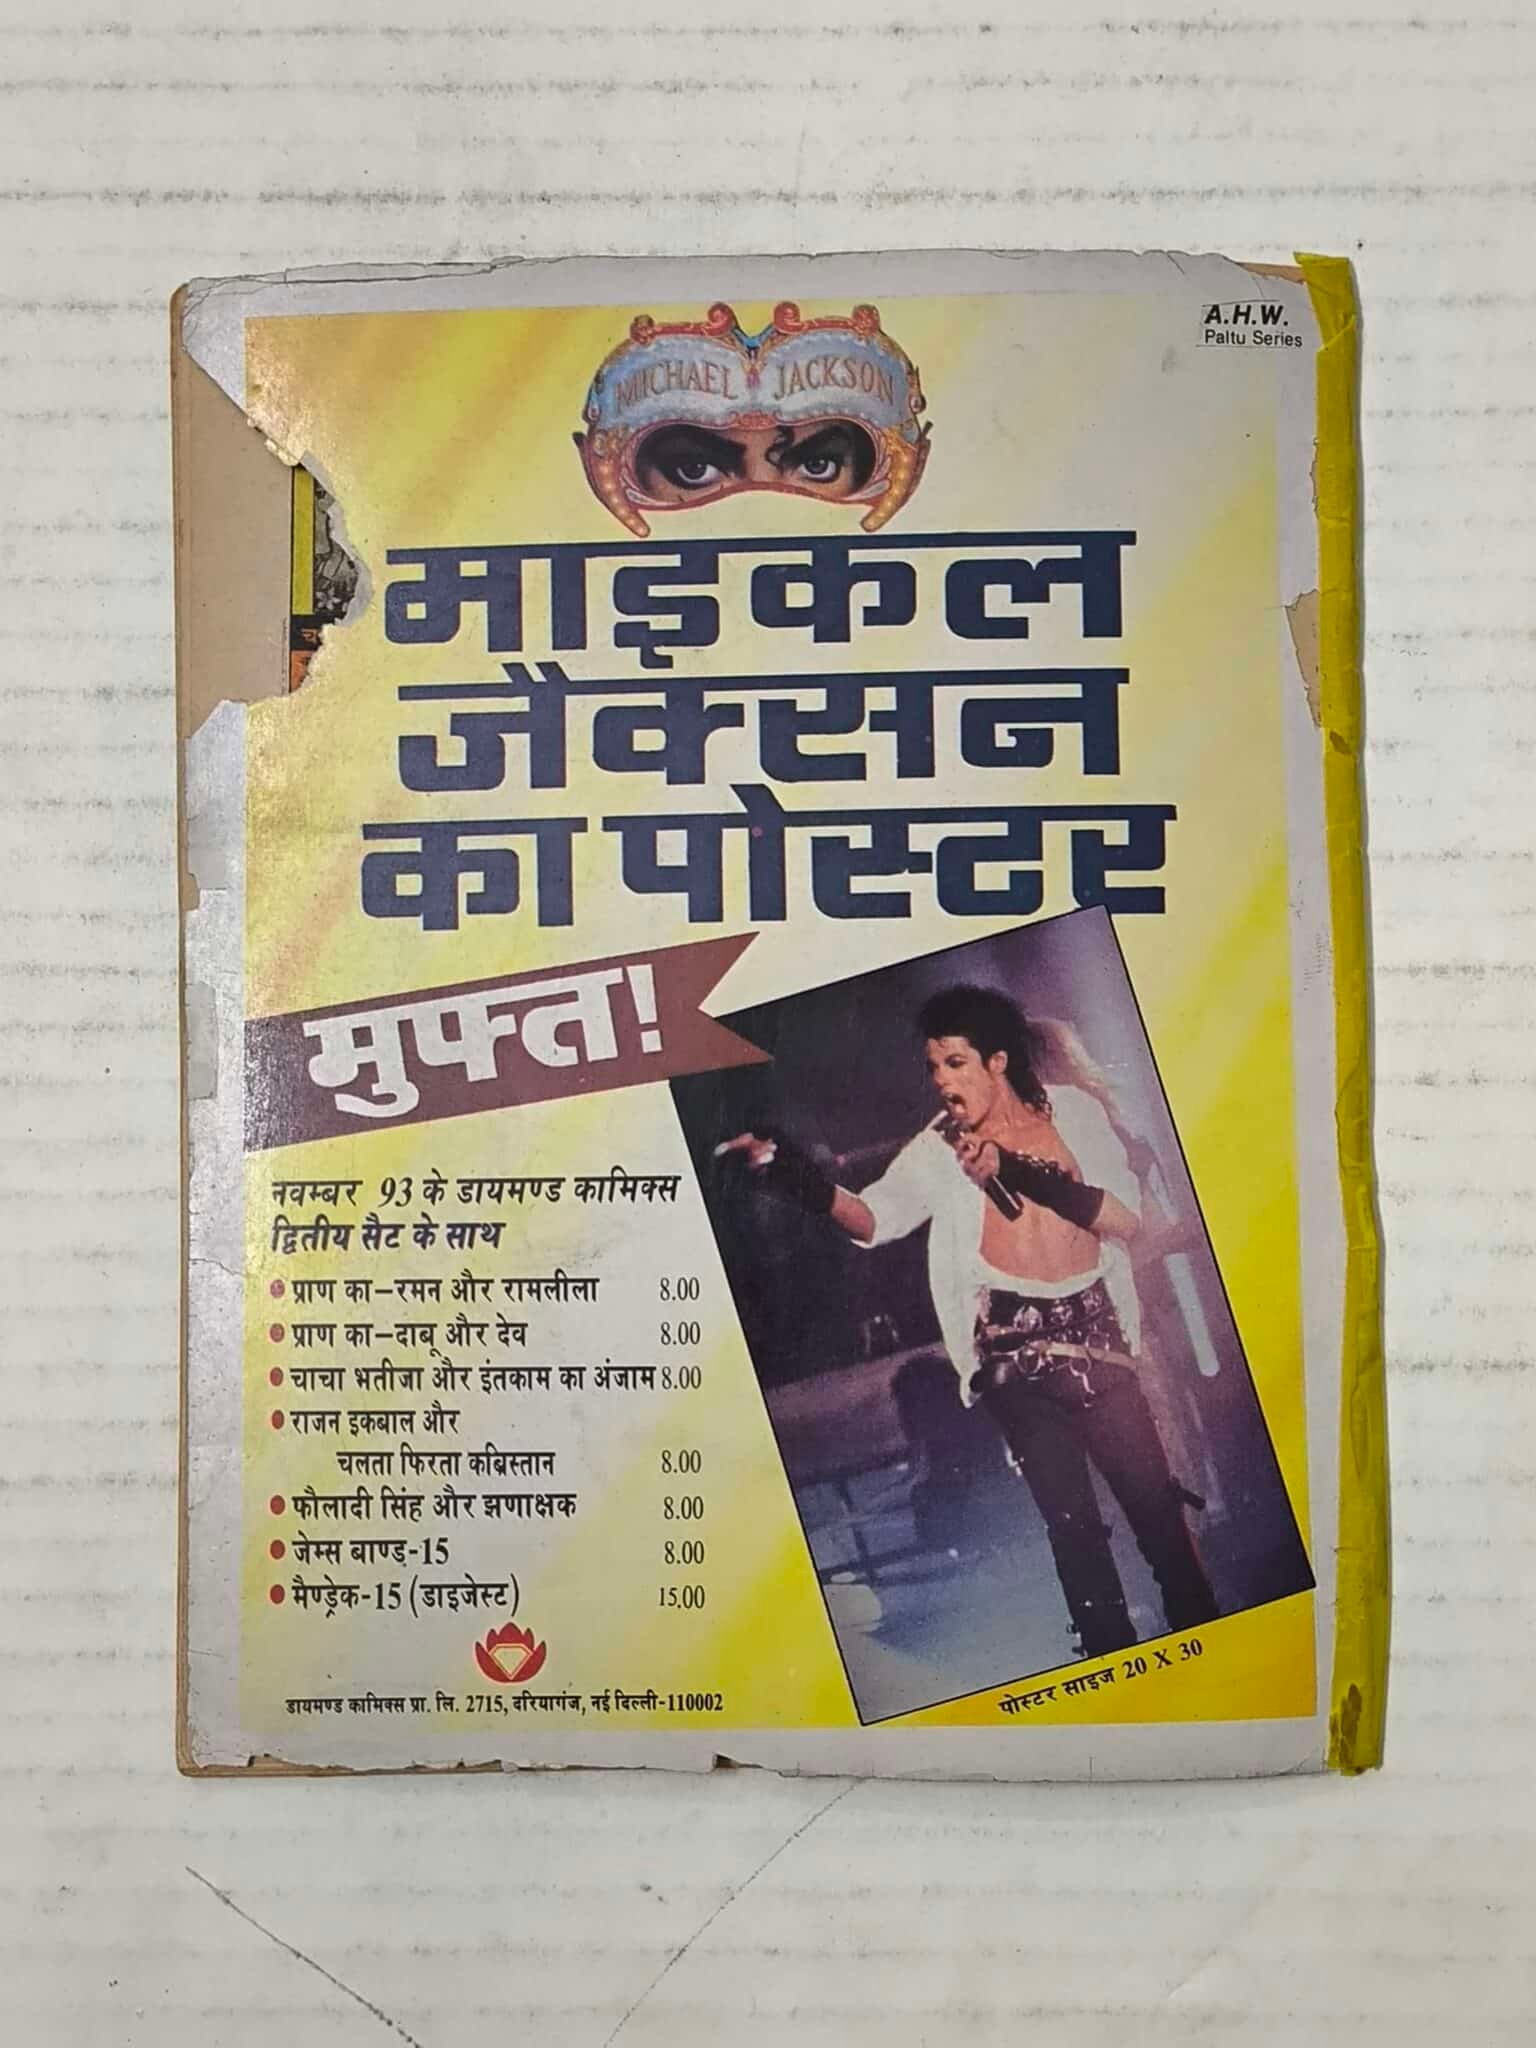 A.H.W.
Paltu Series
MICHAEL JACKSON
माइकल
जैक्सन
का पोस्टर
मुफ्त!
नवम्बर 93 के डायमण्ड कामिक्स
द्वितीय सैट के साथ
• प्राण का–रमन और रामलीला 8.00
• प्राण का–दाबू और देव 8.00
• चाचा भतीजा और इंतकाम का अंजाम 8.00
• राजन इकबाल और
चलता फिरता कब्रिस्तान 8.00
• फौलादी सिंह और झणाक्षक 8.00
• जेम्स बाण्ड-15 8.00
• मैण्ड्रेक-15 (डाइजेस्ट) 15.00
डायमण्ड कामिक्स प्रा. लि. 2715, दरियागंज, नई दिल्ली-110002
पोस्टर साइज 20 X 30